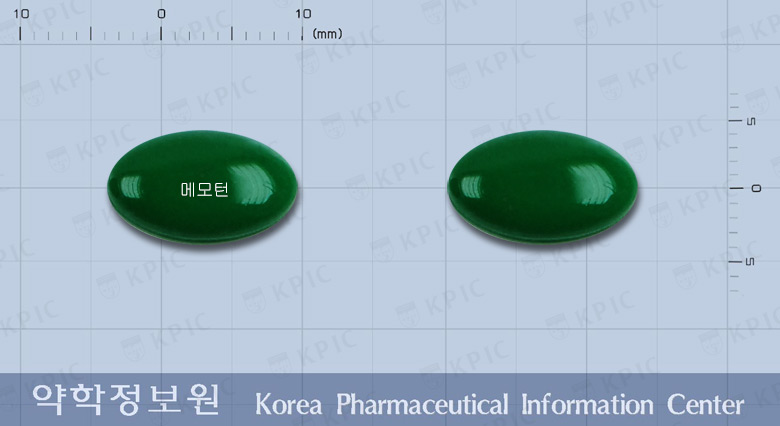 10 0 10
(mm)
KPIC
5
메모턴
0
5
약학정보원 Korea Pharmaceutical Information Center